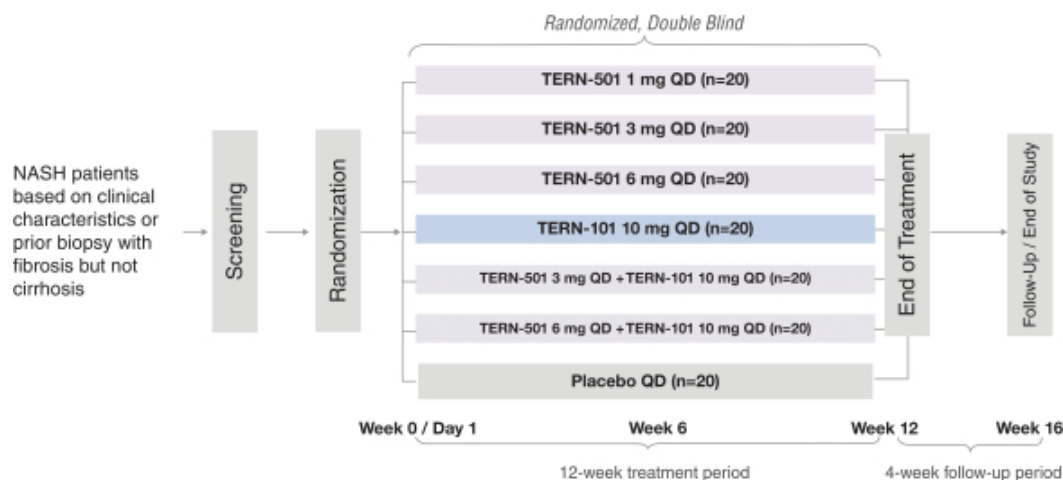 Randomized, Double Blind
NASH patients
based on clinical
characteristics or
prior biopsy with
fibrosis but not
cirrhosis
Screening
Randomization
TERN-501 1 mg QD (n=20)
TERN-501 3 mg QD (n=20)
TERN-501 6 mg QD (n=20)
TERN-101 10 mg QD (n=20)
TERN-501 3 mg QD +TERN-101 10 mg QD (n=20)
TERN-501 6 mg QD +TERN-101 10 mg QD (n=20)
Placebo QD (n=20)
End of Treatment
Follow-Up / End of Study
Week 0 / Day 1
Week 6
Week 12
Week 16
12-week treatment period
4-week follow-up period